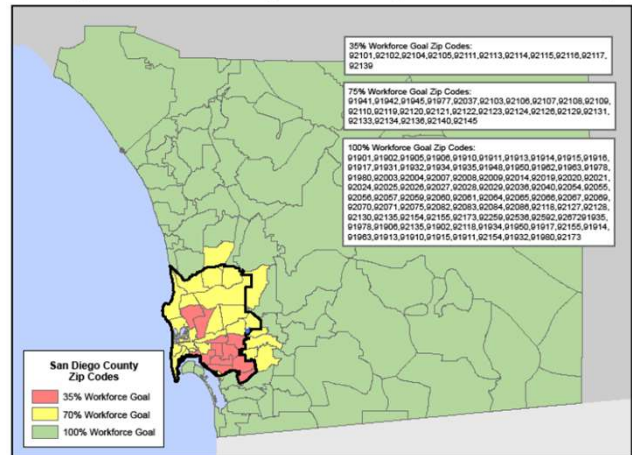 35% Workforce Goal Zip Codes:
92101,92102,92104,92105,92111,92113,92114,92115,92116,92117,
92139
75% Workforce Goal Zip Codes:
91941,91942,91945,91977,92037,92103,92106,92107,92108,92109,
92110,92119,92120,92121,92122,92123,92124,92126,92129,92131,
92133,92134,92136,92140,92145
100% Workforce Goal Zip Codes:
91901,91902,91905,91906,91910,91911,91913,91914,91915,91916,
91917,91931,91932,91934,91935,91948,91950,91962,91963,91978,
91980,92003,92004,92007,92008,92009,92014,92019,92020,92021,
92024,92025,92026,92027,92028,92029,92036,92040,92054,92055,
92056,92057,92059,92060,92061,92064,92065,92066,92067,92069,
92070,92071,92075,92082,92083,92084,92086,92118,92127,92128,
92130,92135,92154,92155,92173,92259,92536,92592,9267291935,
91978,91906,92135,91902,92118,91934,91950,91917,92155,91914,
91963,91913,91910,91915,91911,92154,91932,91980,92173
San Diego County
Zip Codes
35% Workforce Goal
70% Workforce Goal
100% Workforce Goal